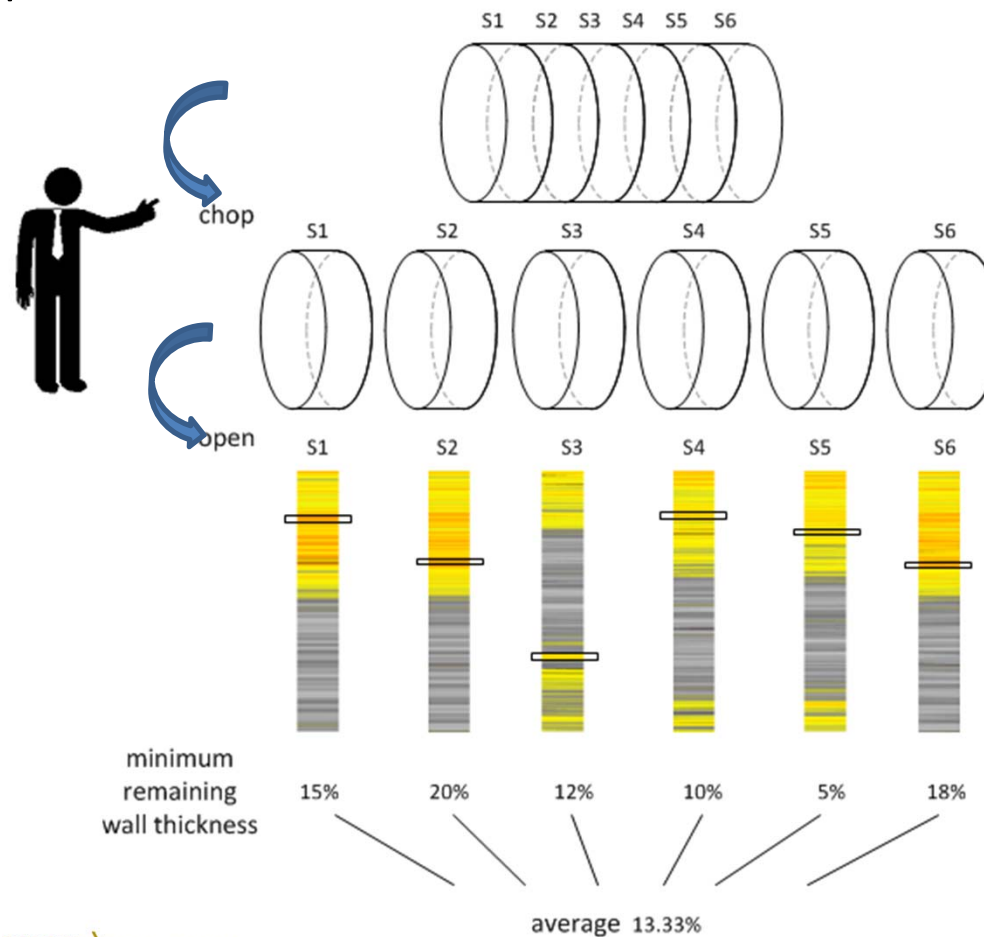 S1 S2 S3 S4 S5 S6
chop
S1 S2 S3 S4 S5 S6
open
S1 S2 S3 S4 S5 S6
minimum
remaining
wall thickness
15% 20% 12% 10% 5% 18%
average 13.33%